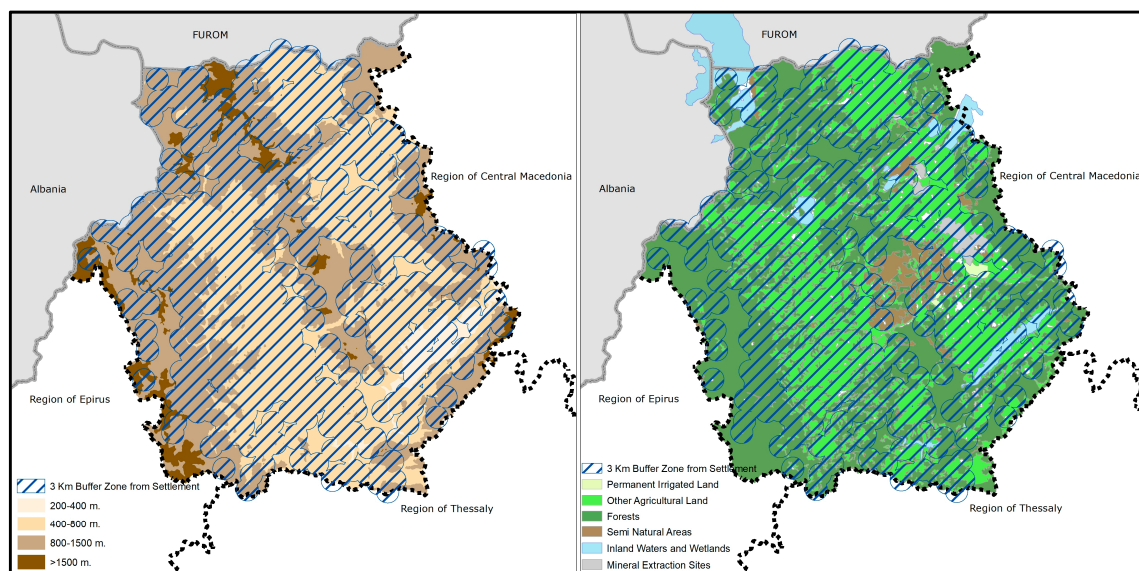 FUROM
Albania
Region of Central Macedonia
Region of Epirus
Region of Thessaly
3 Km Buffer Zone from Settlement
200-400 m.
400-800 m.
800-1500 m.
>1500 m.
FUROM
Albania
Region of Central Macedonia
Region of Epirus
Region of Thessaly
3 Km Buffer Zone from Settlement
Permanent Irrigated Land
Other Agricultural Land
Forests
Semi Natural Areas
Inland Waters and Wetlands
Mineral Extraction Sites